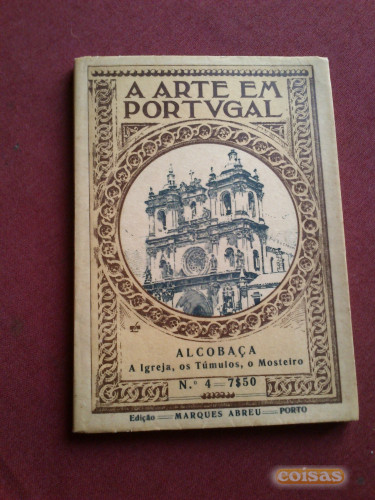 A ARTE EM
PORTVGAL
ALCOBAÇA
A Igreja, os Túmulos, o Mosteiro
N.º 4 = 7$50
Edição = MARQUES ABREU = PORTO
coisas